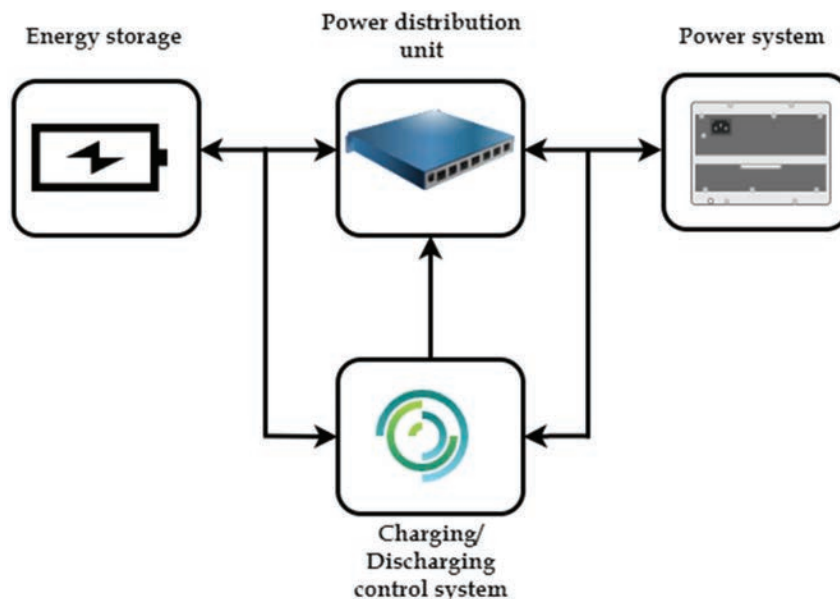 Energy storage
Power distribution
unit
Power system
Charging/
Discharging
control system